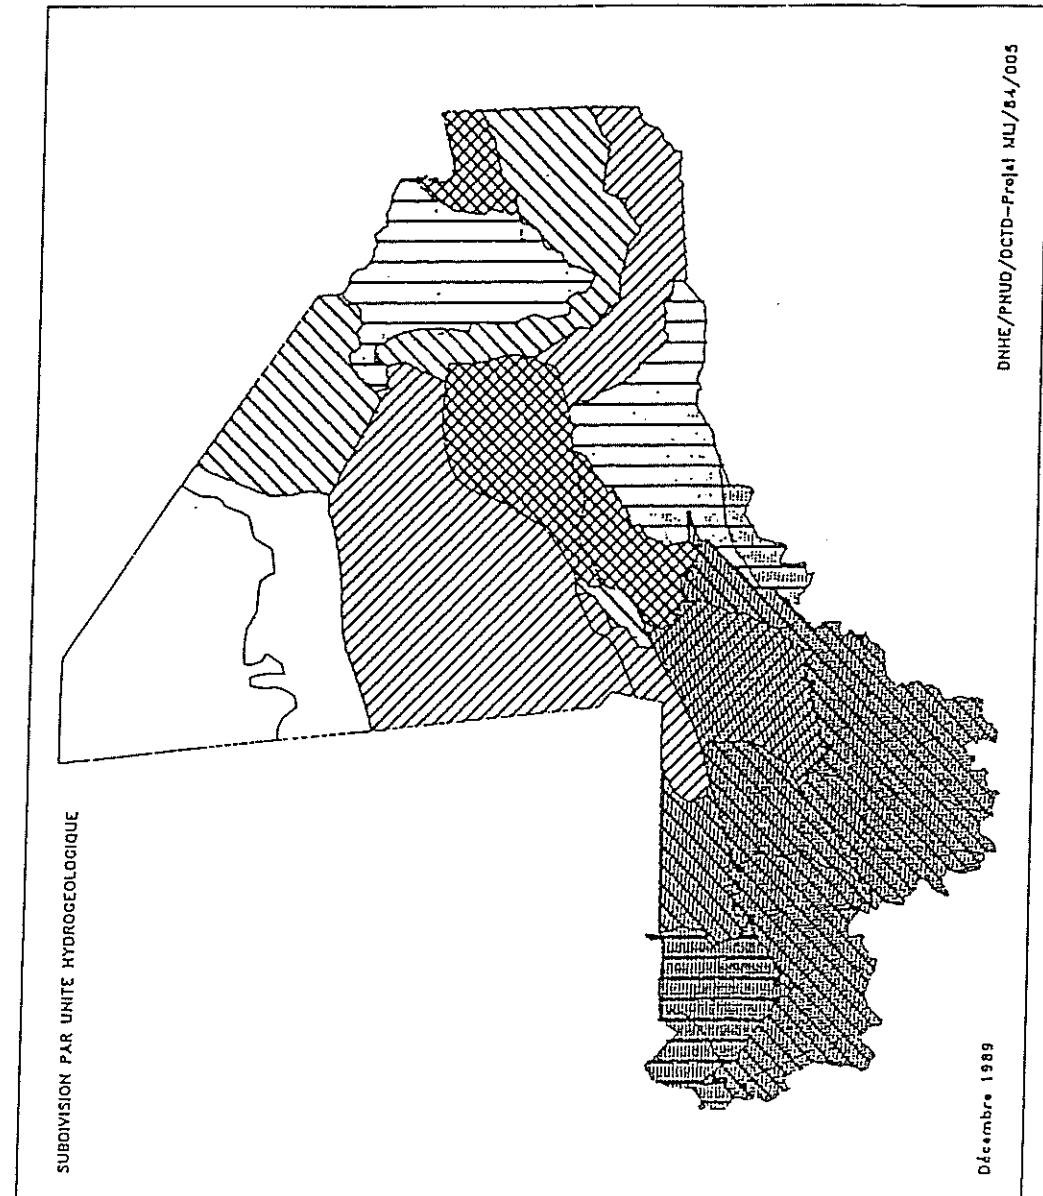 SUBDIVISION PAR UNITE HYDROGEOLOGIQUE
Décembre 1989
DNHE/PNUD/DCTD-Projet MLI/84/005